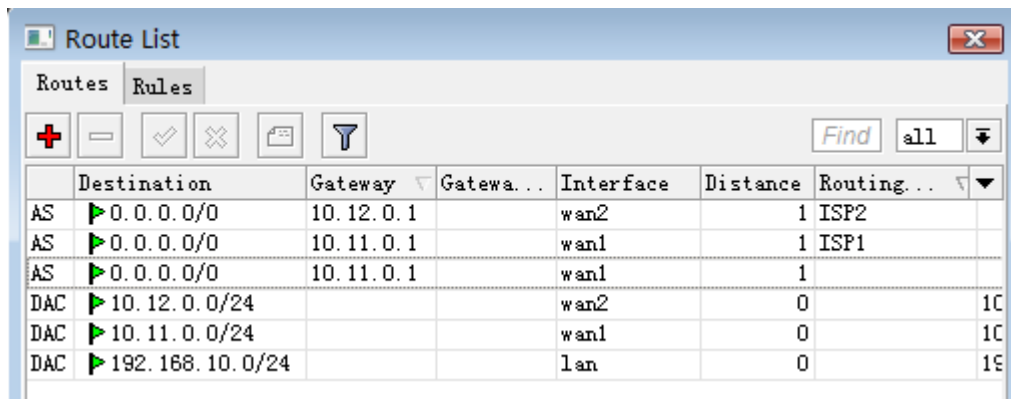 Route List
Routes Rules
Find all
Destination Gateway Gatewa... Interface Distance Routing...
AS 0.0.0.0/0 10.12.0.1 wan2 1 ISP2
AS 0.0.0.0/0 10.11.0.1 wan1 1 ISP1
AS 0.0.0.0/0 10.11.0.1 wan1 1
DAC 10.12.0.0/24 wan2 0 10
DAC 10.11.0.0/24 wan1 0 10
DAC 192.168.10.0/24 lan 0 19